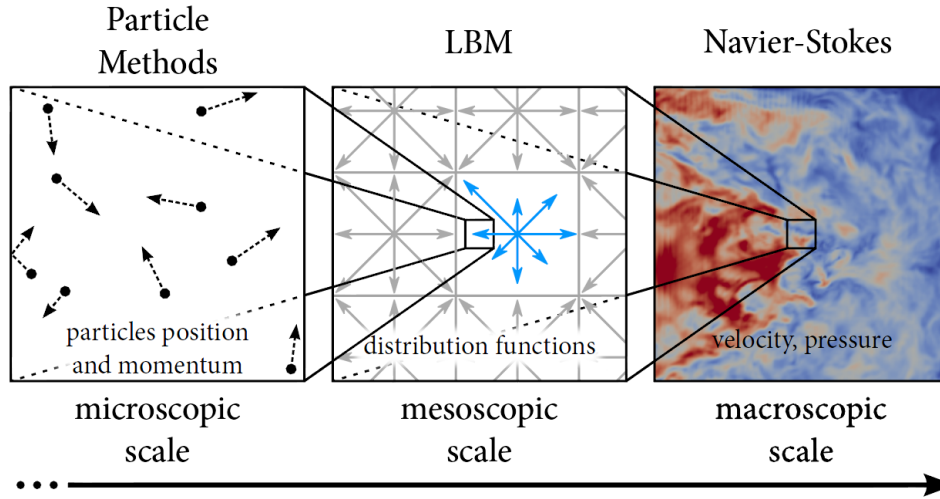 Particle
Methods
LBM
Navier-Stokes
particles position
and momentum
distribution functions
velocity, pressure
microscopic
scale
mesoscopic
scale
macroscopic
scale